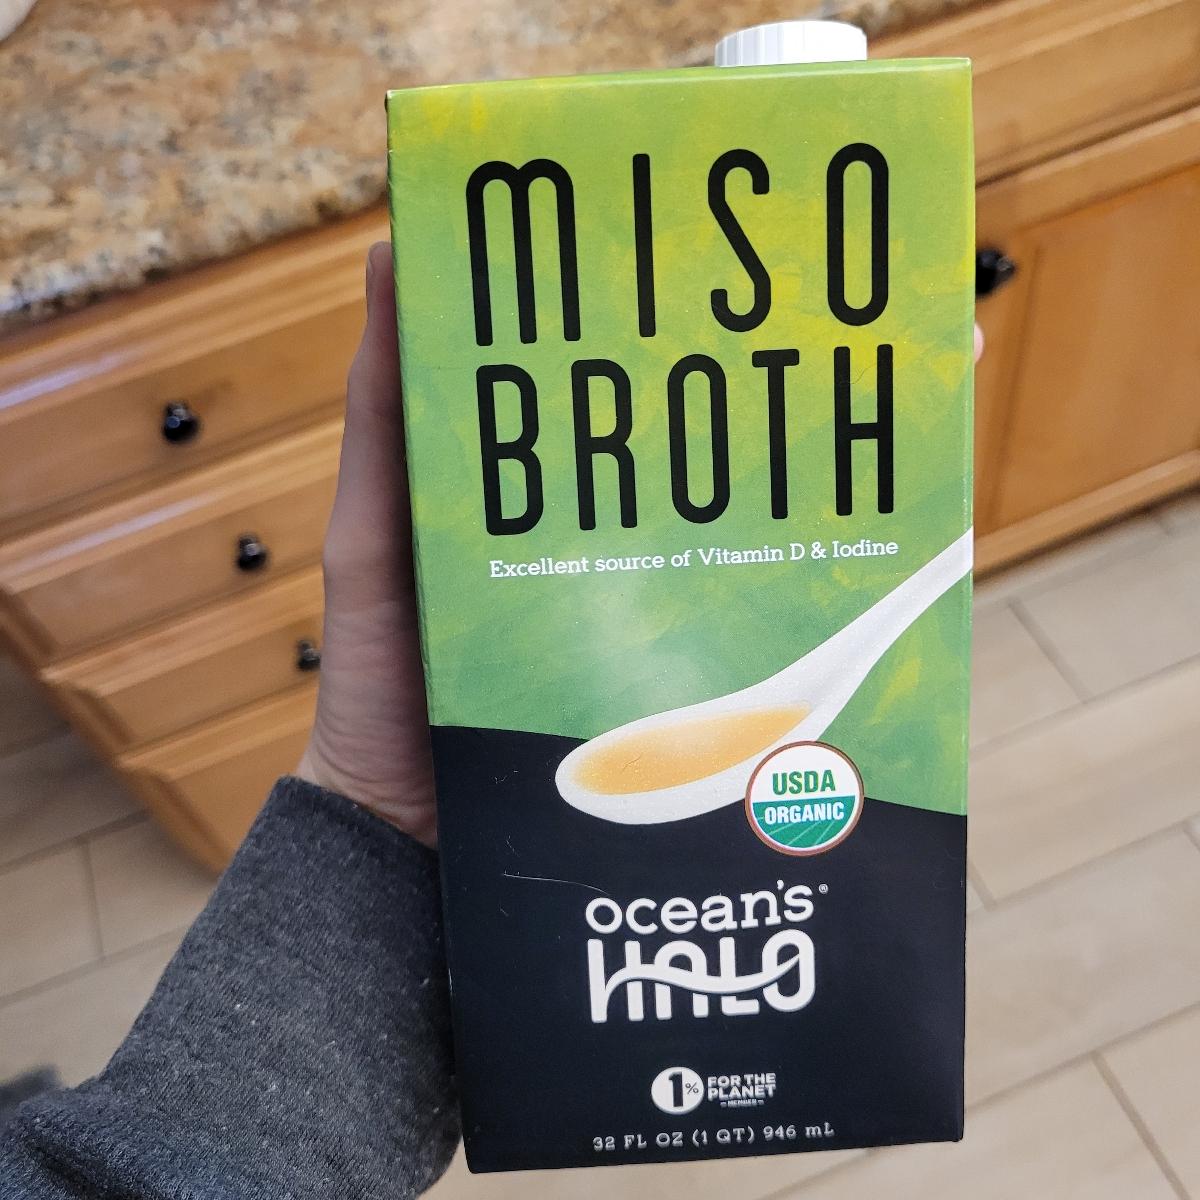 MISO
BROTH
Excellent source of Vitamin D & Iodine
USDA
ORGANIC
ocean's®
HALO
1%
FOR THE
PLANET
MEMBER
32 FL OZ (1 QT) 946 mL